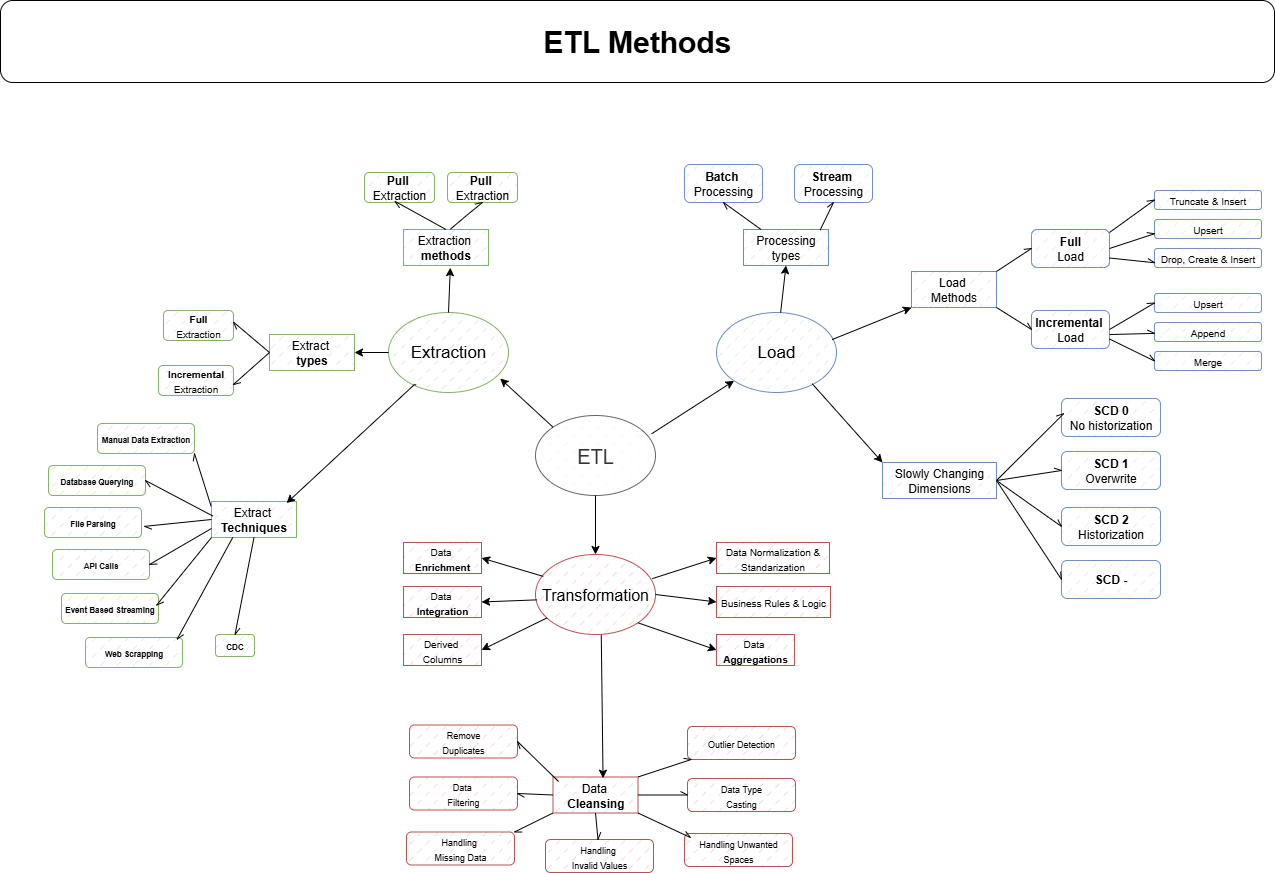 ETL Methods
Pull
Extraction
Pull
Extraction
Extraction
methods
Full
Extraction
Incremental
Extraction
Extract
types
Extraction
Manual Data Extraction
Database Querying
File Parsing
API Calls
Event Based Streaming
Web Scrapping
CDC
Extract
Techniques
ETL
Batch
Processing
Stream
Processing
Processing
types
Load
Load
Methods
Full
Load
Truncate & Insert
Upsert
Drop, Create & Insert
Incremental
Load
Upsert
Append
Merge
Slowly Changing
Dimensions
SCD 0
No historization
SCD 1
Overwrite
SCD 2
Historization
SCD -
Transformation
Data
Enrichment
Data
Integration
Derived
Columns
Data Normalization &
Standarization
Business Rules & Logic
Data
Aggregations
Data
Cleansing
Remove
Duplicates
Data
Filtering
Handling
Missing Data
Handling
Invalid Values
Outlier Detection
Data Type
Casting
Handling Unwanted
Spaces